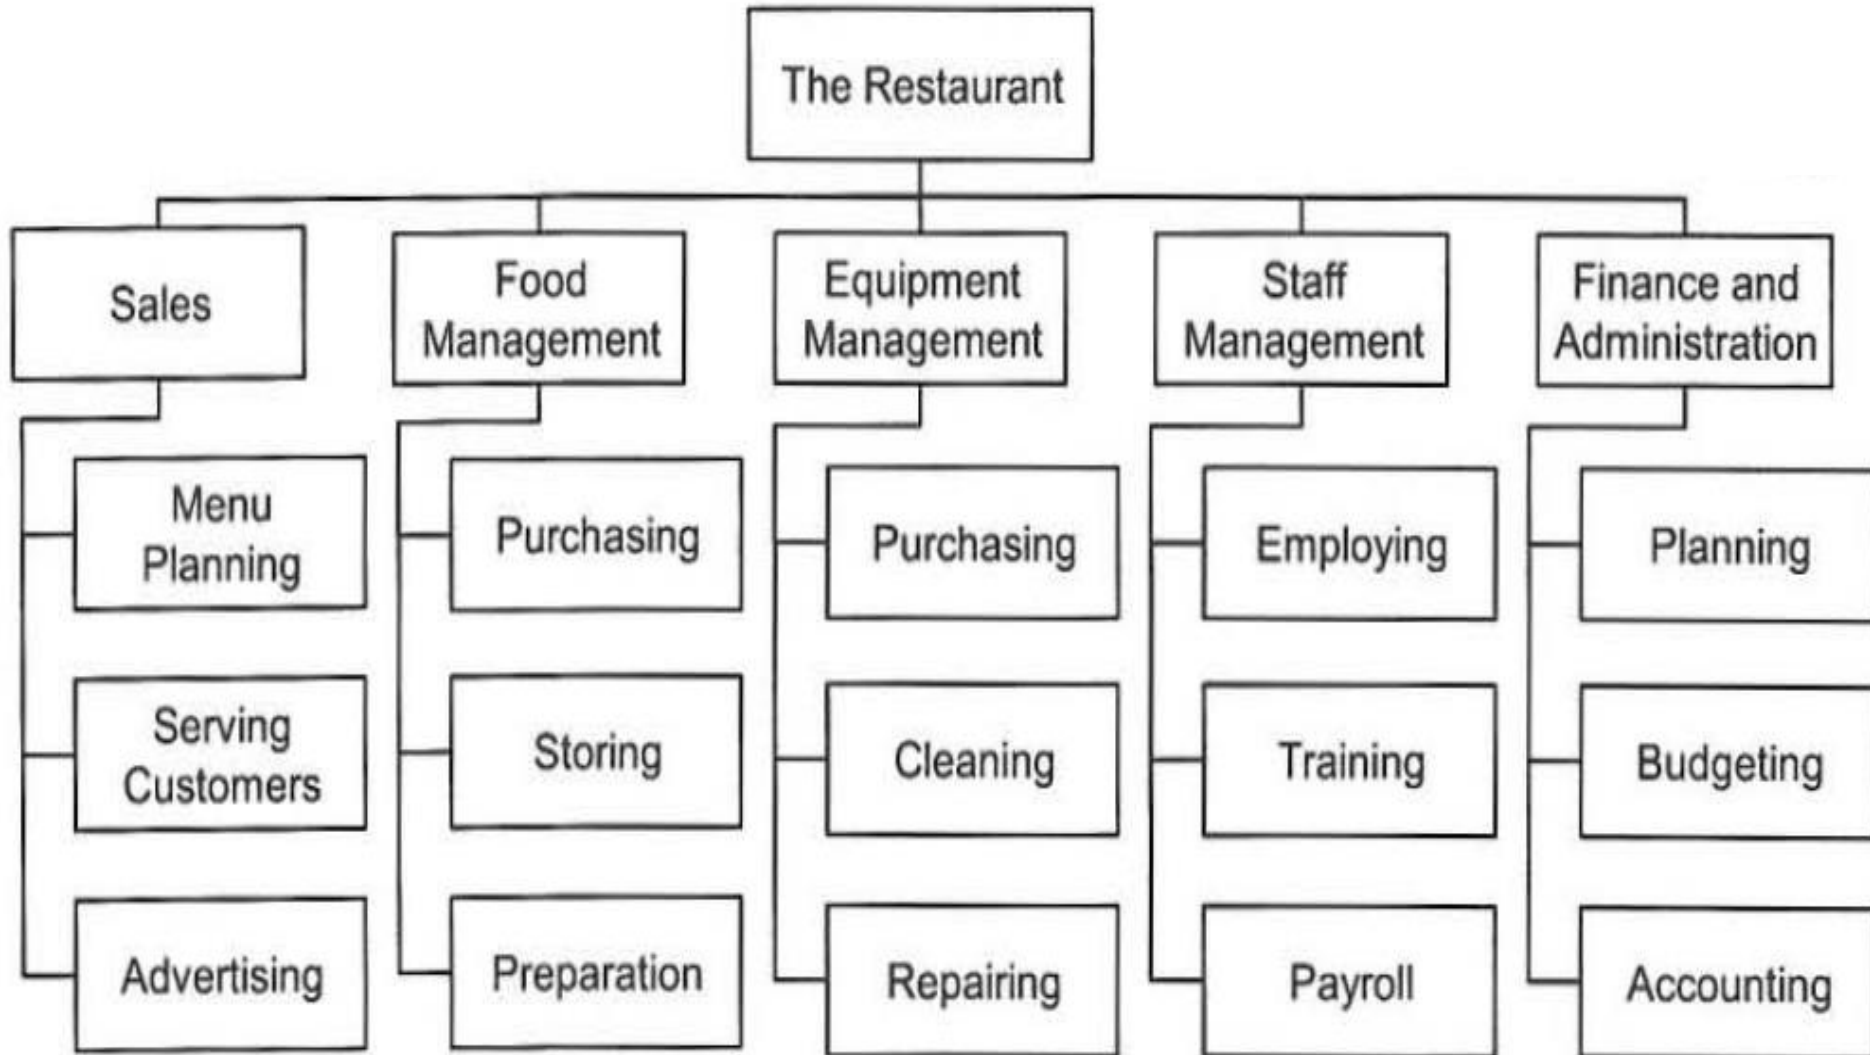 The Restaurant
Sales
Food
Management
Equipment
Management
Staff
Management
Finance and
Administration
Menu
Planning
Serving
Customers
Advertising
Purchasing
Storing
Preparation
Purchasing
Cleaning
Repairing
Employing
Training
Payroll
Planning
Budgeting
Accounting